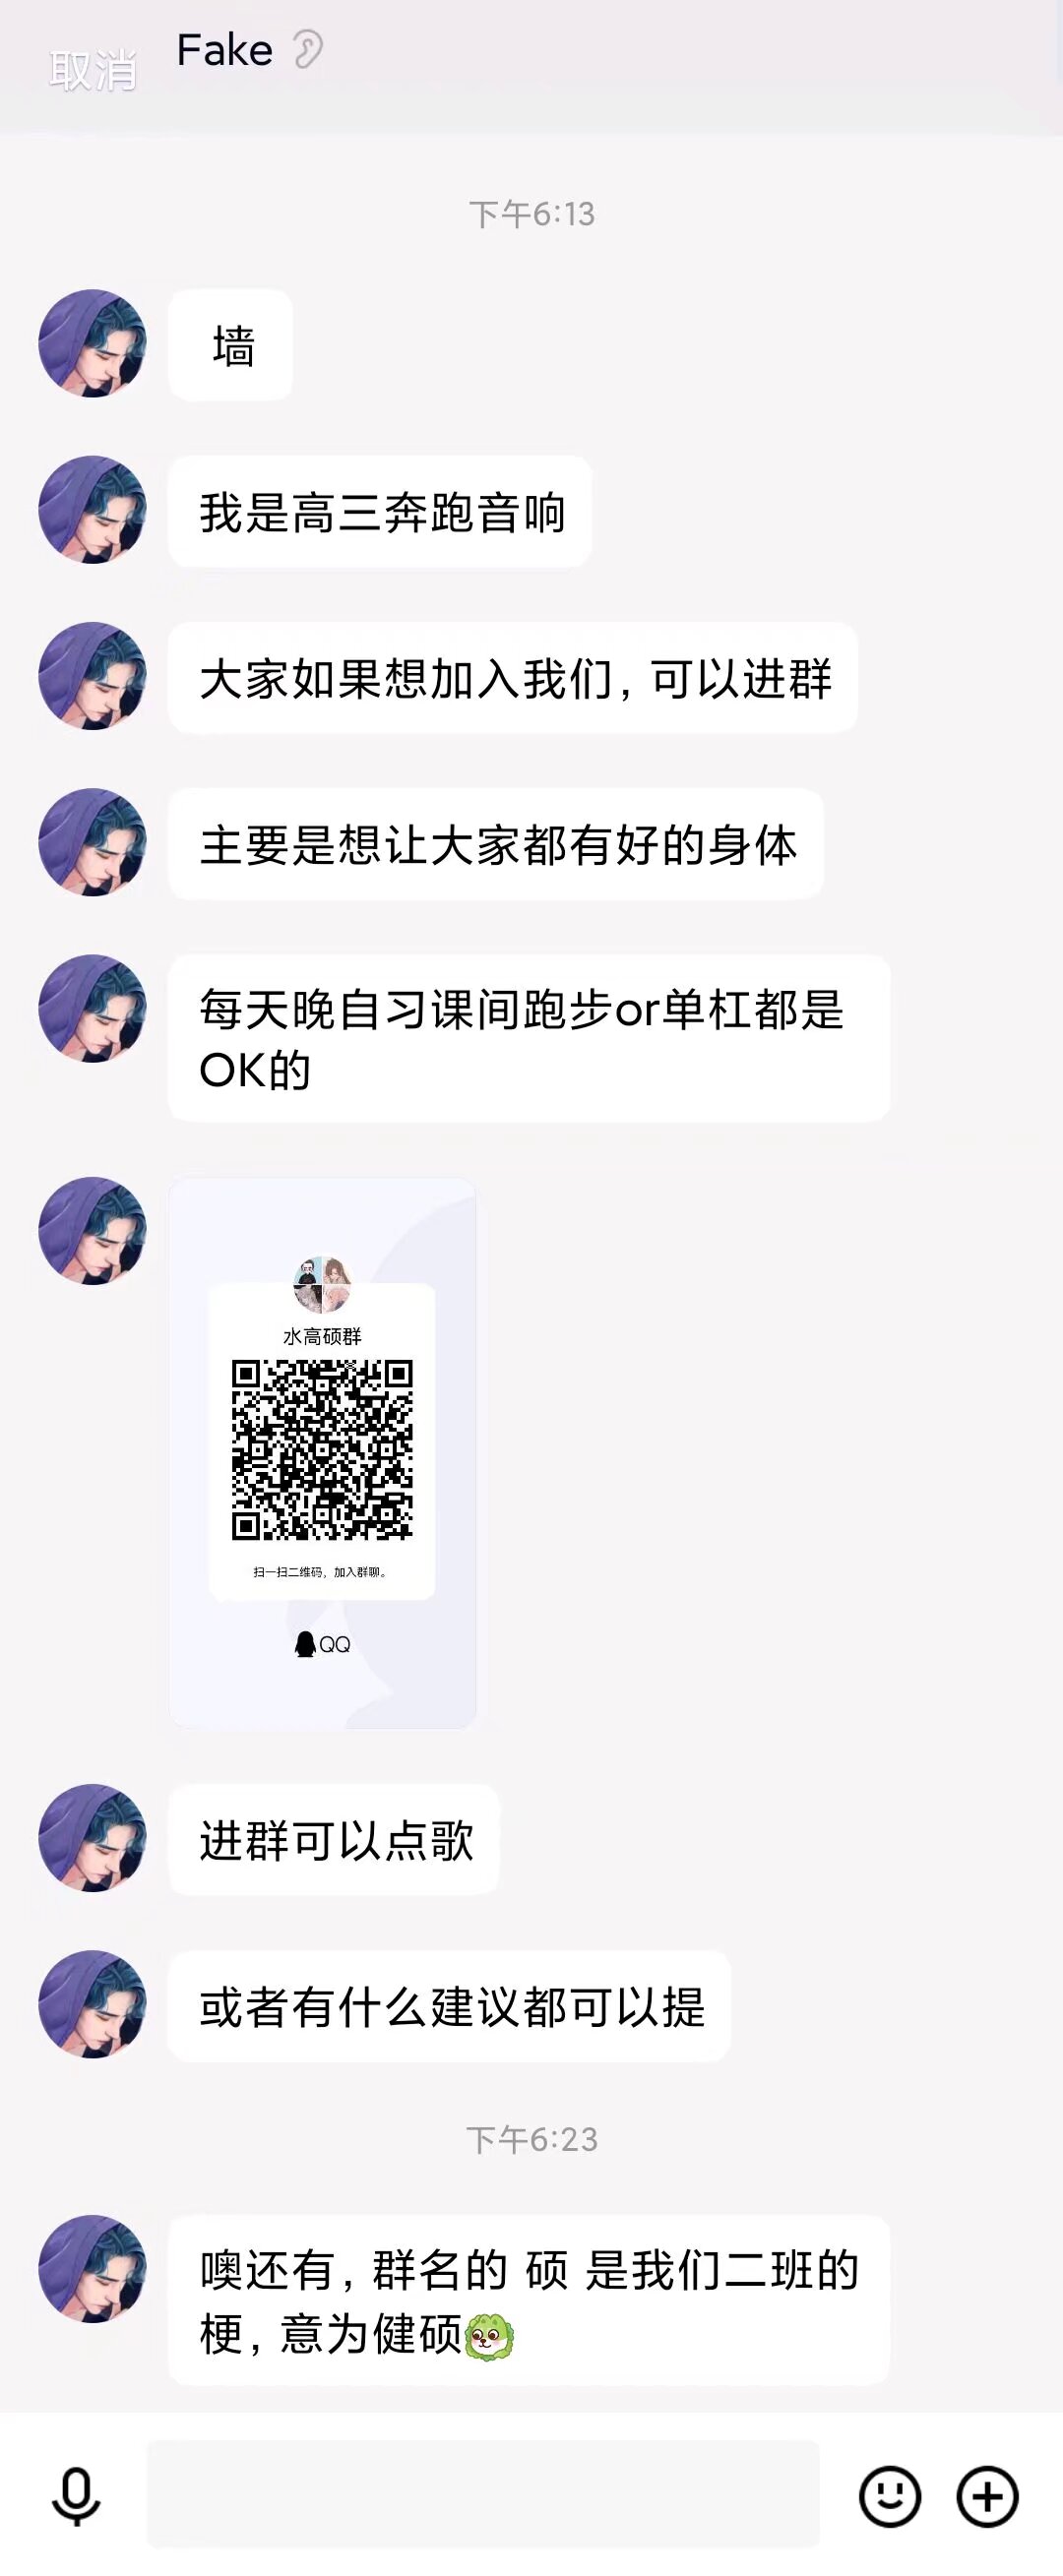 取消
Fake
下午6:13
墙
我是高三奔跑音响
大家如果想加入我们，可以进群
主要是想让大家都有好的身体
每天晚自习课间跑步or单杠都是
OK的
水高硕群
扫一扫二维码，加入群聊。
QQ
进群可以点歌
或者有什么建议都可以提
下午6:23
噢还有，群名的 硕 是我们二班的
梗，意为健硕